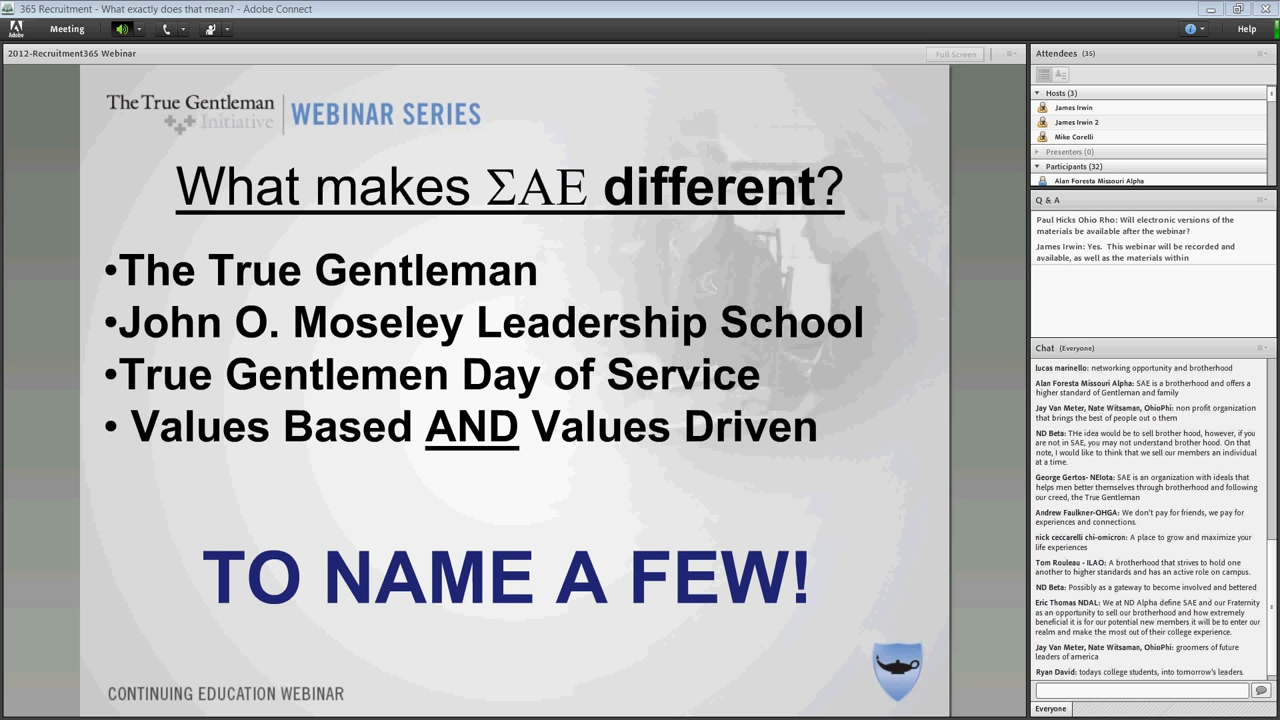 365 Recruitment - What exactly does that mean? - Adobe Connect
Adobe
Meeting
Help
2012-Recruitment365 Webinar
Full Screen
The True Gentleman
Initiative
WEBINAR SERIES
What makes ΣAE different?
•The True Gentleman
•John O. Moseley Leadership School
•True Gentlemen Day of Service
• Values Based AND Values Driven
TO NAME A FEW!
CONTINUING EDUCATION WEBINAR
Attendees (35)
Hosts (3)
James Irwin
James Irwin 2
Mike Corelli
Presenters (0)
Participants (32)
Alan Foresta Missouri Alpha
Q & A
Paul Hicks Ohio Rho: Will electronic versions of the
materials be available after the webinar?
James Irwin: Yes. This webinar will be recorded and
available, as well as the materials within
Chat (Everyone)
lucas marinello: networking opportunity and brotherhood
Alan Foresta Missouri Alpha: SAE is a brotherhood and offers a
higher standard of Gentleman and family
Jay Van Meter, Nate Witsaman, OhioPhi: non profit organization
that brings the best of people out o them
ND Beta: THe idea would be to sell brother hood, however, if you
are not in SAE, you may not understand brother hood. On that
note, I would like to think that we sell our members an individual
at a time.
George Gertos- NEIota: SAE is an organization with ideals that
helps men better themselves through brotherhood and following
our creed, the True Gentleman
Andrew Faulkner-OHGA: We don't pay for friends, we pay for
experiences and connections.
nick ceccarelli chi-omicron: A place to grow and maximize your
life experiences
Tom Rouleau - ILAO: A brotherhood that strives to hold one
another to higher standards and has an active role on campus.
ND Beta: Possibly as a gateway to become involved and bettered
Eric Thomas NDAL: We at ND Alpha define SAE and our Fraternity
as an opportunity to sell our brotherhood and how extremely
beneficial it is for our potential new members it will be to enter our
realm and make the most out of their college experience.
Jay Van Meter, Nate Witsaman, OhioPhi: groomers of future
leaders of america
Ryan David: todays college students, into tomorrow's leaders.
Everyone